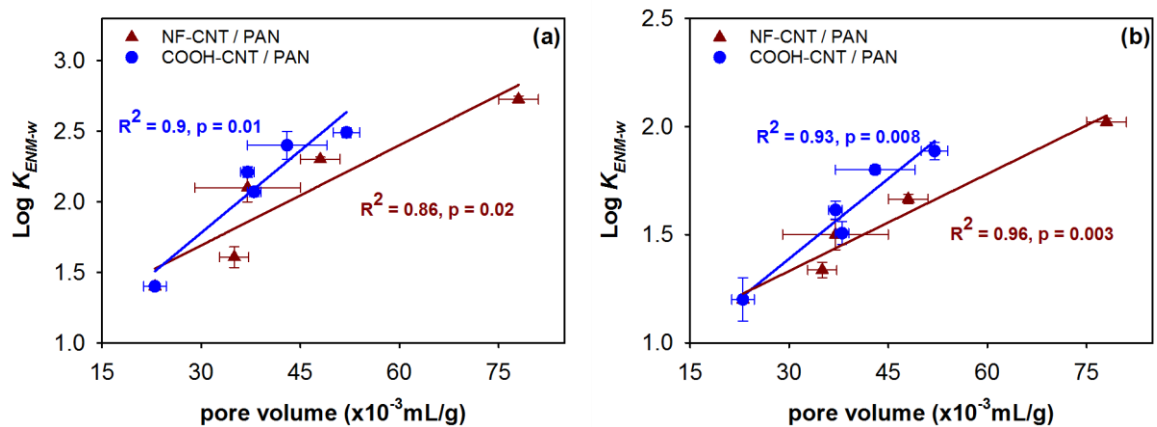 NF-CNT / PAN
COOH-CNT / PAN
(a)
3.0
2.5
2.0
1.5
1.0
Log K_ENM-w
R² = 0.9, p = 0.01
R² = 0.86, p = 0.02
15 30 45 60 75
pore volume (x10⁻³mL/g)
NF-CNT / PAN
COOH-CNT / PAN
(b)
2.5
2.0
1.5
1.0
Log K_ENM-w
R² = 0.93, p = 0.008
R² = 0.96, p = 0.003
15 30 45 60 75
pore volume (x10⁻³mL/g)